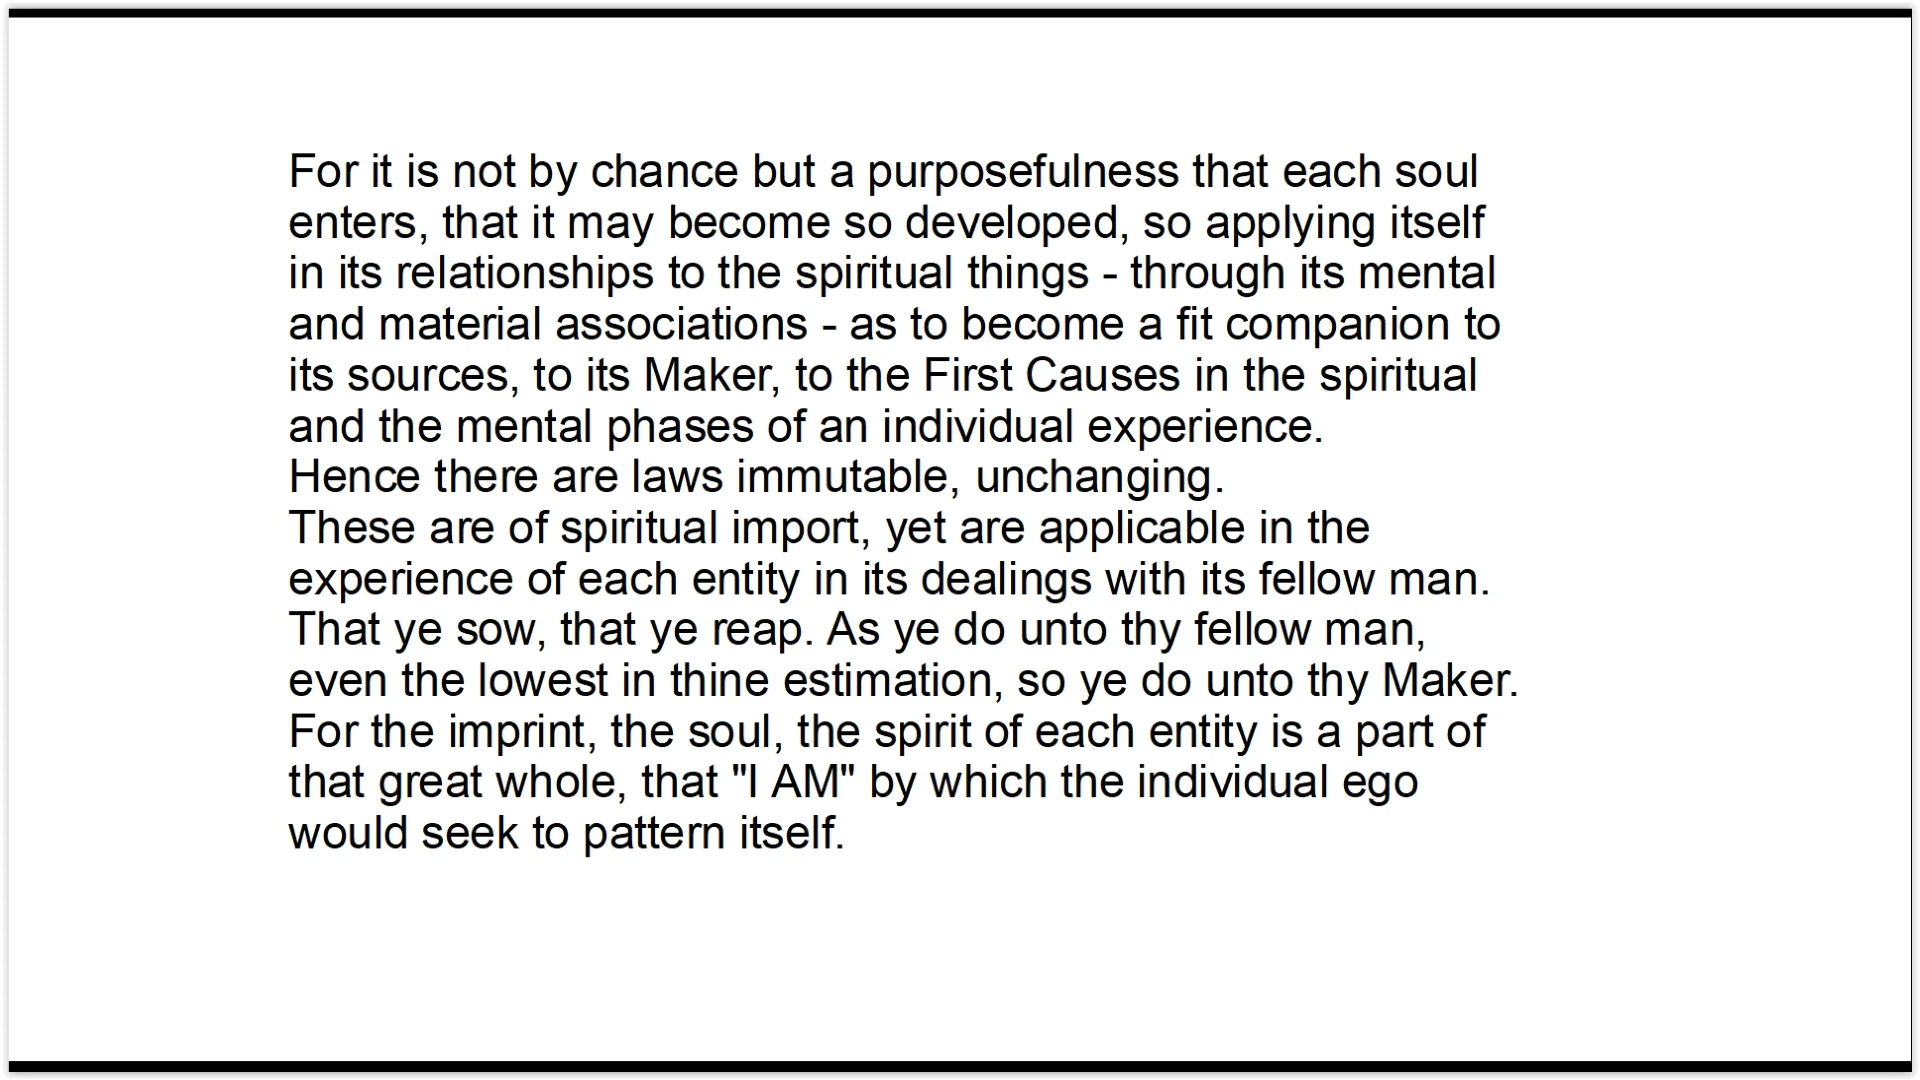 For it is not by chance but a purposefulness that each soul
enters, that it may become so developed, so applying itself
in its relationships to the spiritual things - through its mental
and material associations - as to become a fit companion to
its sources, to its Maker, to the First Causes in the spiritual
and the mental phases of an individual experience.
Hence there are laws immutable, unchanging.
These are of spiritual import, yet are applicable in the
experience of each entity in its dealings with its fellow man.
That ye sow, that ye reap. As ye do unto thy fellow man,
even the lowest in thine estimation, so ye do unto thy Maker.
For the imprint, the soul, the spirit of each entity is a part of
that great whole, that "I AM" by which the individual ego
would seek to pattern itself.